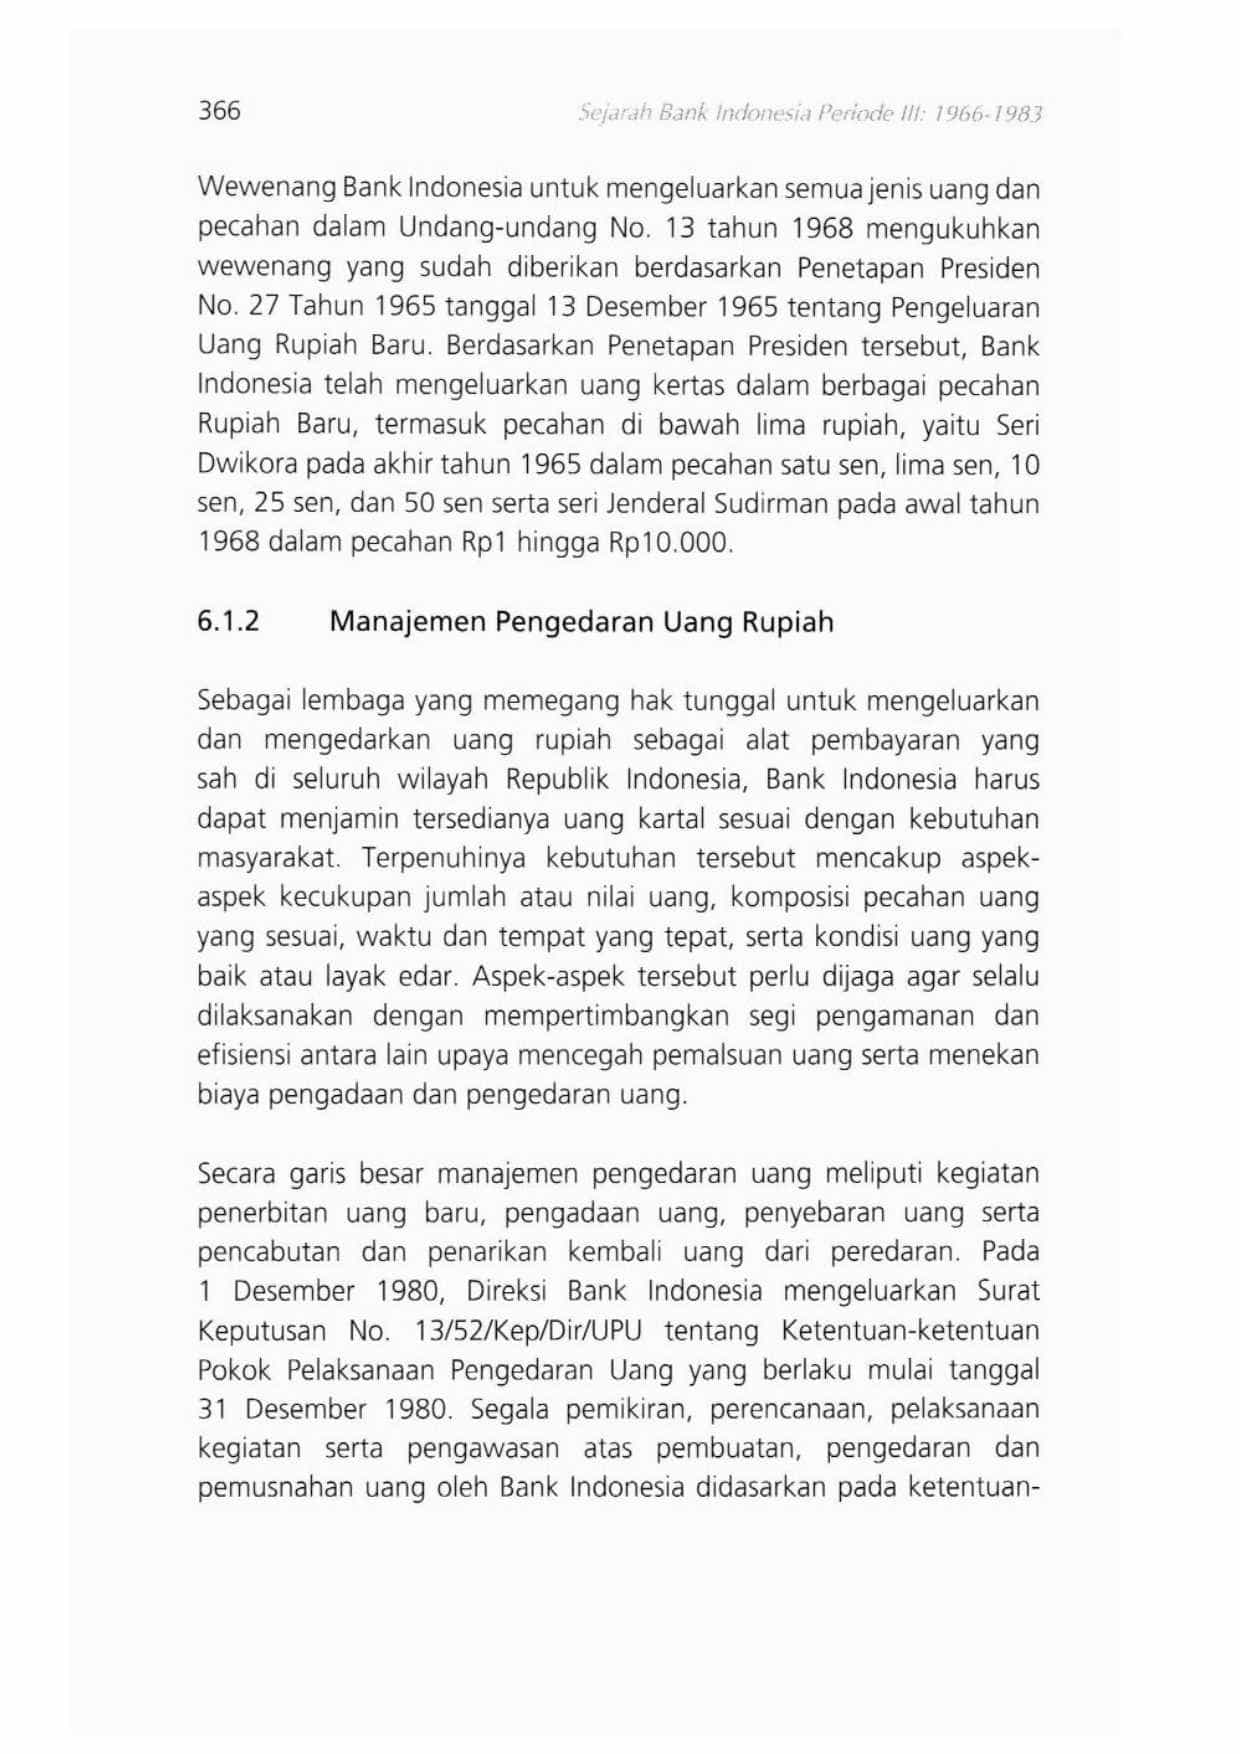 366
Sejarah Bank Indonesia Periode III: 1966-1983
Wewenang Bank Indonesia untuk mengeluarkan semua jenis uang dan
pecahan dalam Undang-undang No. 13 tahun 1968 mengukuhkan
wewenang yang sudah diberikan berdasarkan Penetapan Presiden
No. 27 Tahun 1965 tanggal 13 Desember 1965 tentang Pengeluaran
Uang Rupiah Baru. Berdasarkan Penetapan Presiden tersebut, Bank
Indonesia telah mengeluarkan uang kertas dalam berbagai pecahan
Rupiah Baru, termasuk pecahan di bawah lima rupiah, yaitu Seri
Dwikora pada akhir tahun 1965 dalam pecahan satu sen, lima sen, 10
sen, 25 sen, dan 50 sen serta seri Jenderal Sudirman pada awal tahun
1968 dalam pecahan Rp1 hingga Rp10.000.
6.1.2 Manajemen Pengedaran Uang Rupiah
Sebagai lembaga yang memegang hak tunggal untuk mengeluarkan
dan mengedarkan uang rupiah sebagai alat pembayaran yang
sah di seluruh wilayah Republik Indonesia, Bank Indonesia harus
dapat menjamin tersedianya uang kartal sesuai dengan kebutuhan
masyarakat. Terpenuhinya kebutuhan tersebut mencakup aspek-
aspek kecukupan jumlah atau nilai uang, komposisi pecahan uang
yang sesuai, waktu dan tempat yang tepat, serta kondisi uang yang
baik atau layak edar. Aspek-aspek tersebut perlu dijaga agar selalu
dilaksanakan dengan mempertimbangkan segi pengamanan dan
efisiensi antara lain upaya mencegah pemalsuan uang serta menekan
biaya pengadaan dan pengedaran uang.
Secara garis besar manajemen pengedaran uang meliputi kegiatan
penerbitan uang baru, pengadaan uang, penyebaran uang serta
pencabutan dan penarikan kembali uang dari peredaran. Pada
1 Desember 1980, Direksi Bank Indonesia mengeluarkan Surat
Keputusan No. 13/52/Kep/Dir/UPU tentang Ketentuan-ketentuan
Pokok Pelaksanaan Pengedaran Uang yang berlaku mulai tanggal
31 Desember 1980. Segala pemikiran, perencanaan, pelaksanaan
kegiatan serta pengawasan atas pembuatan, pengedaran dan
pemusnahan uang oleh Bank Indonesia didasarkan pada ketentuan-